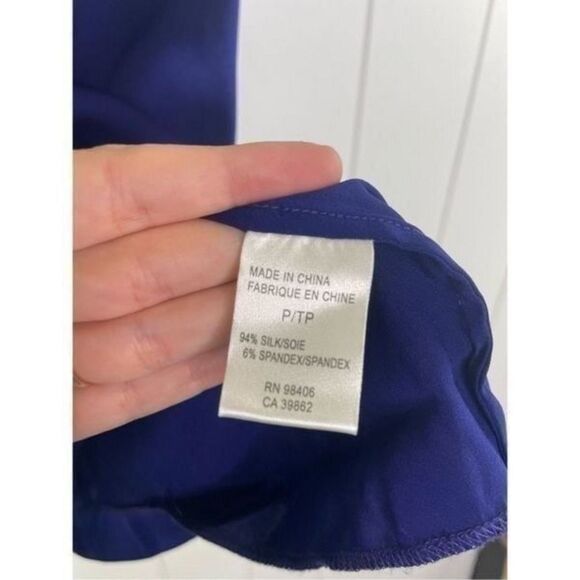 MADE IN CHINA
FABRIQUE EN CHINE
P/TP
94% SILK/SOIE
6% SPANDEX/SPANDEX
RN 98406
CA 39862